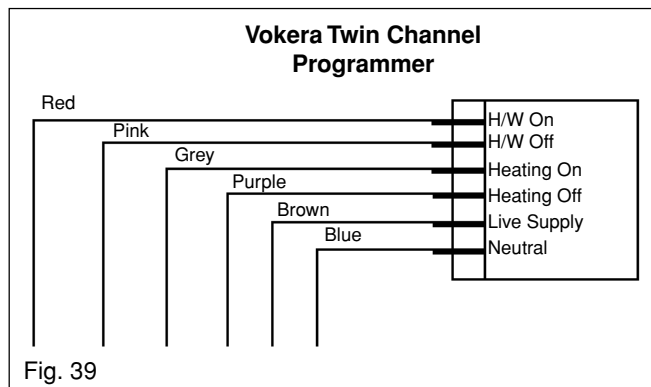 Vokera Twin Channel
Programmer
Red
H/W On
Pink
H/W Off
Grey
Heating On
Purple
Heating Off
Brown
Live Supply
Blue
Neutral
Fig. 39